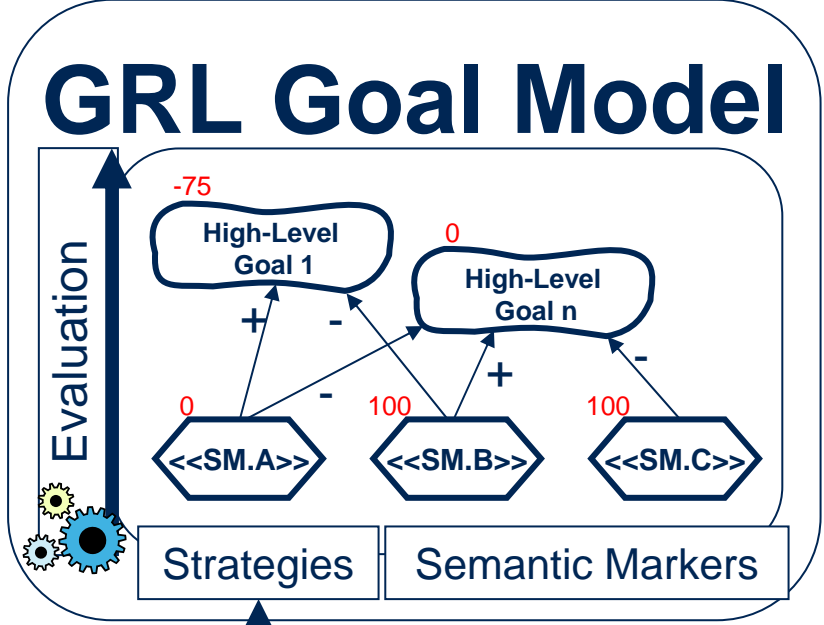 GRL Goal Model
Evaluation
-75
High-Level
Goal 1
0
High-Level
Goal n
+
-
-
+
-
0
100
100
<<SM.A>>
<<SM.B>>
<<SM.C>>
Strategies
Semantic Markers